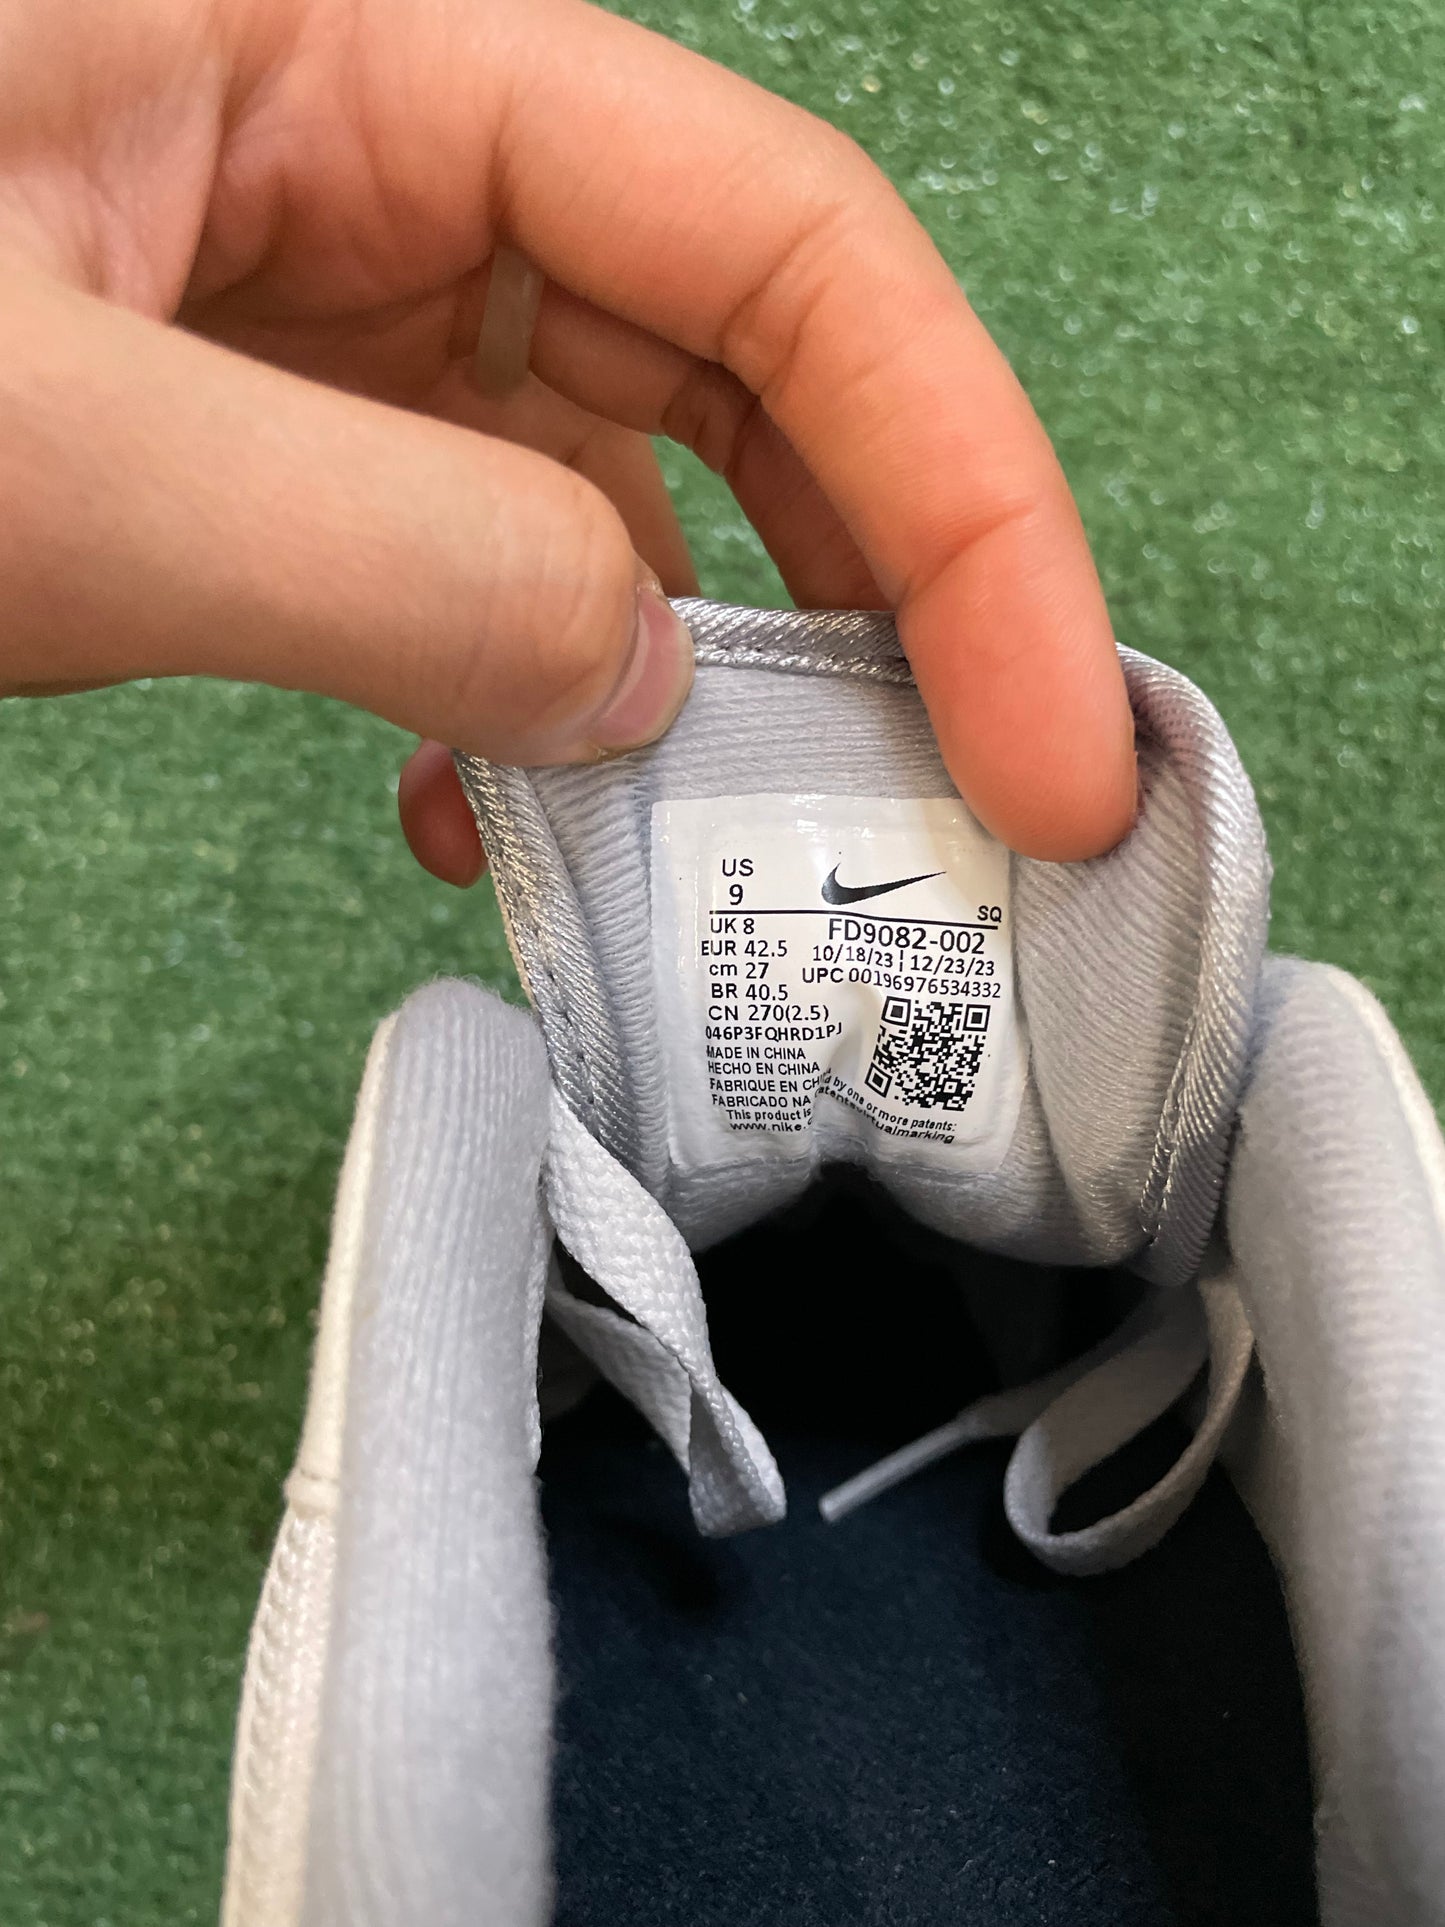 US
9
SQ
UK 8
FD9082-002
EUR 42.5
10/18/23 | 12/23/23
cm 27
UPC 00196976534332
BR 40.5
CN 270(2.5)
046P3FQHRD1PJ
MADE IN CHINA
HECHO EN CHINA
FABRIQUE EN CH
FABRICADO NA
This product is
by one or more patents:
www.nike.